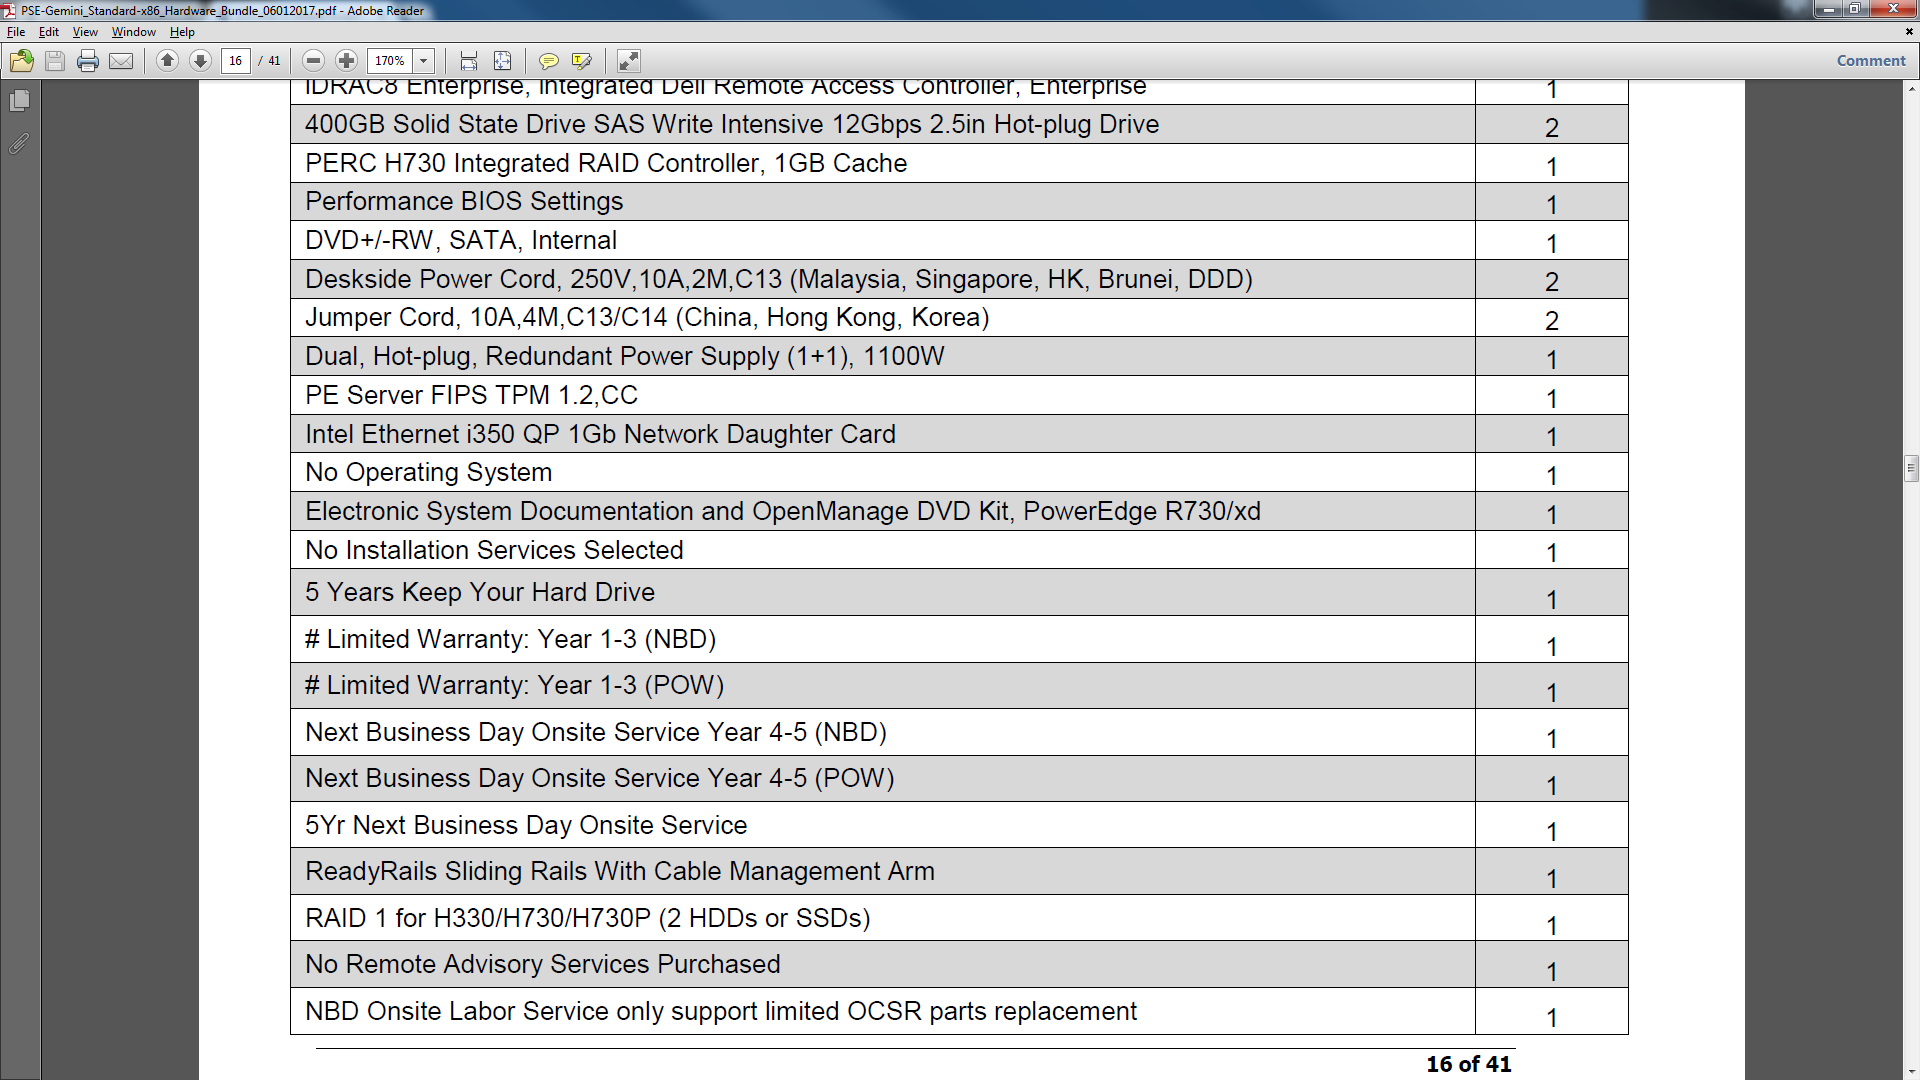 PSE-Gemini_Standard-x86_Hardware_Bundle_06012017.pdf - Adobe Reader
File Edit View Window Help
16 / 41 170% Comment
iDRAC8 Enterprise, integrated Dell Remote Access Controller, Enterprise 1
400GB Solid State Drive SAS Write Intensive 12Gbps 2.5in Hot-plug Drive 2
PERC H730 Integrated RAID Controller, 1GB Cache 1
Performance BIOS Settings 1
DVD+/-RW, SATA, Internal 1
Deskside Power Cord, 250V,10A,2M,C13 (Malaysia, Singapore, HK, Brunei, DDD) 2
Jumper Cord, 10A,4M,C13/C14 (China, Hong Kong, Korea) 2
Dual, Hot-plug, Redundant Power Supply (1+1), 1100W 1
PE Server FIPS TPM 1.2,CC 1
Intel Ethernet i350 QP 1Gb Network Daughter Card 1
No Operating System 1
Electronic System Documentation and OpenManage DVD Kit, PowerEdge R730/xd 1
No Installation Services Selected 1
5 Years Keep Your Hard Drive 1
# Limited Warranty: Year 1-3 (NBD) 1
# Limited Warranty: Year 1-3 (POW) 1
Next Business Day Onsite Service Year 4-5 (NBD) 1
Next Business Day Onsite Service Year 4-5 (POW) 1
5Yr Next Business Day Onsite Service 1
ReadyRails Sliding Rails With Cable Management Arm 1
RAID 1 for H330/H730/H730P (2 HDDs or SSDs) 1
No Remote Advisory Services Purchased 1
NBD Onsite Labor Service only support limited OCSR parts replacement 1
16 of 41